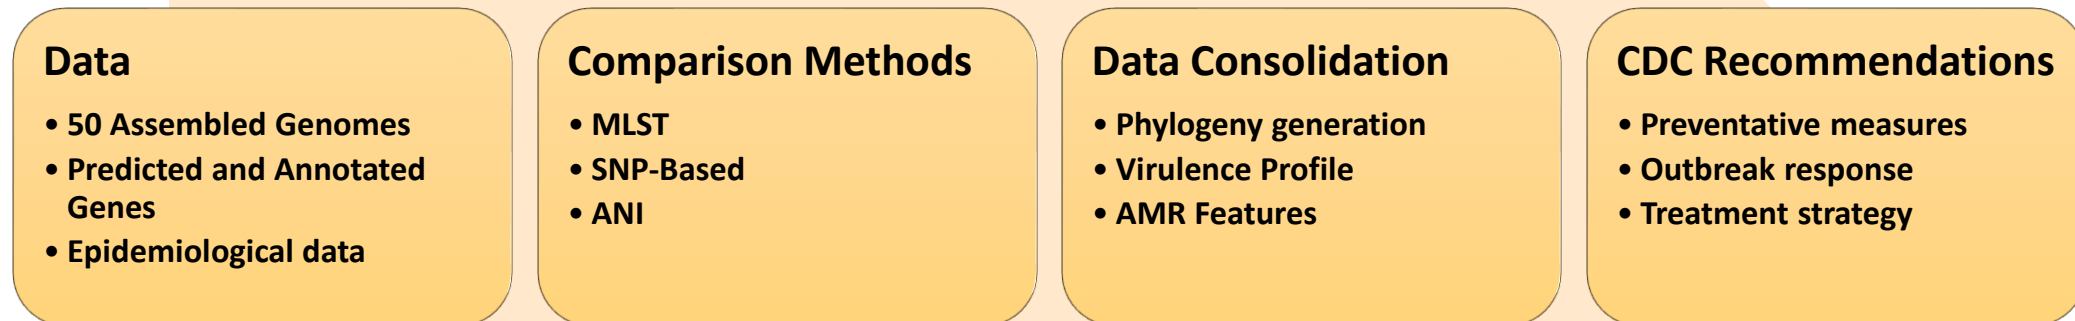 Data
• 50 Assembled Genomes
• Predicted and Annotated
Genes
• Epidemiological data
Comparison Methods
• MLST
• SNP-Based
• ANI
Data Consolidation
• Phylogeny generation
• Virulence Profile
• AMR Features
CDC Recommendations
• Preventative measures
• Outbreak response
• Treatment strategy